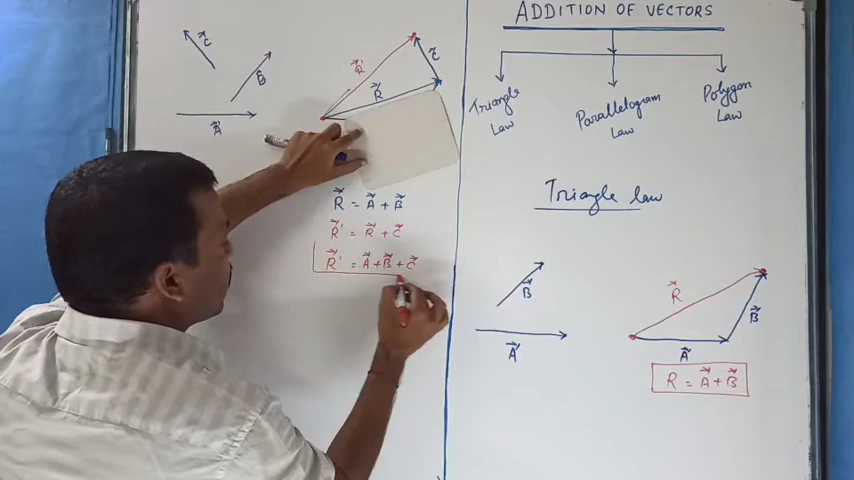 C⃗
B⃗
A⃗
R⃗'
R⃗
C⃗
R⃗ = A⃗ + B⃗
R⃗' = R⃗ + C⃗
R⃗' = A⃗ + B⃗ + C⃗
ADDITION OF VECTORS
Triangle
Law
Parallelogram
Law
Polygon
Law
Triangle law
B⃗
A⃗
R⃗
B⃗
A⃗
R = A⃗ + B⃗